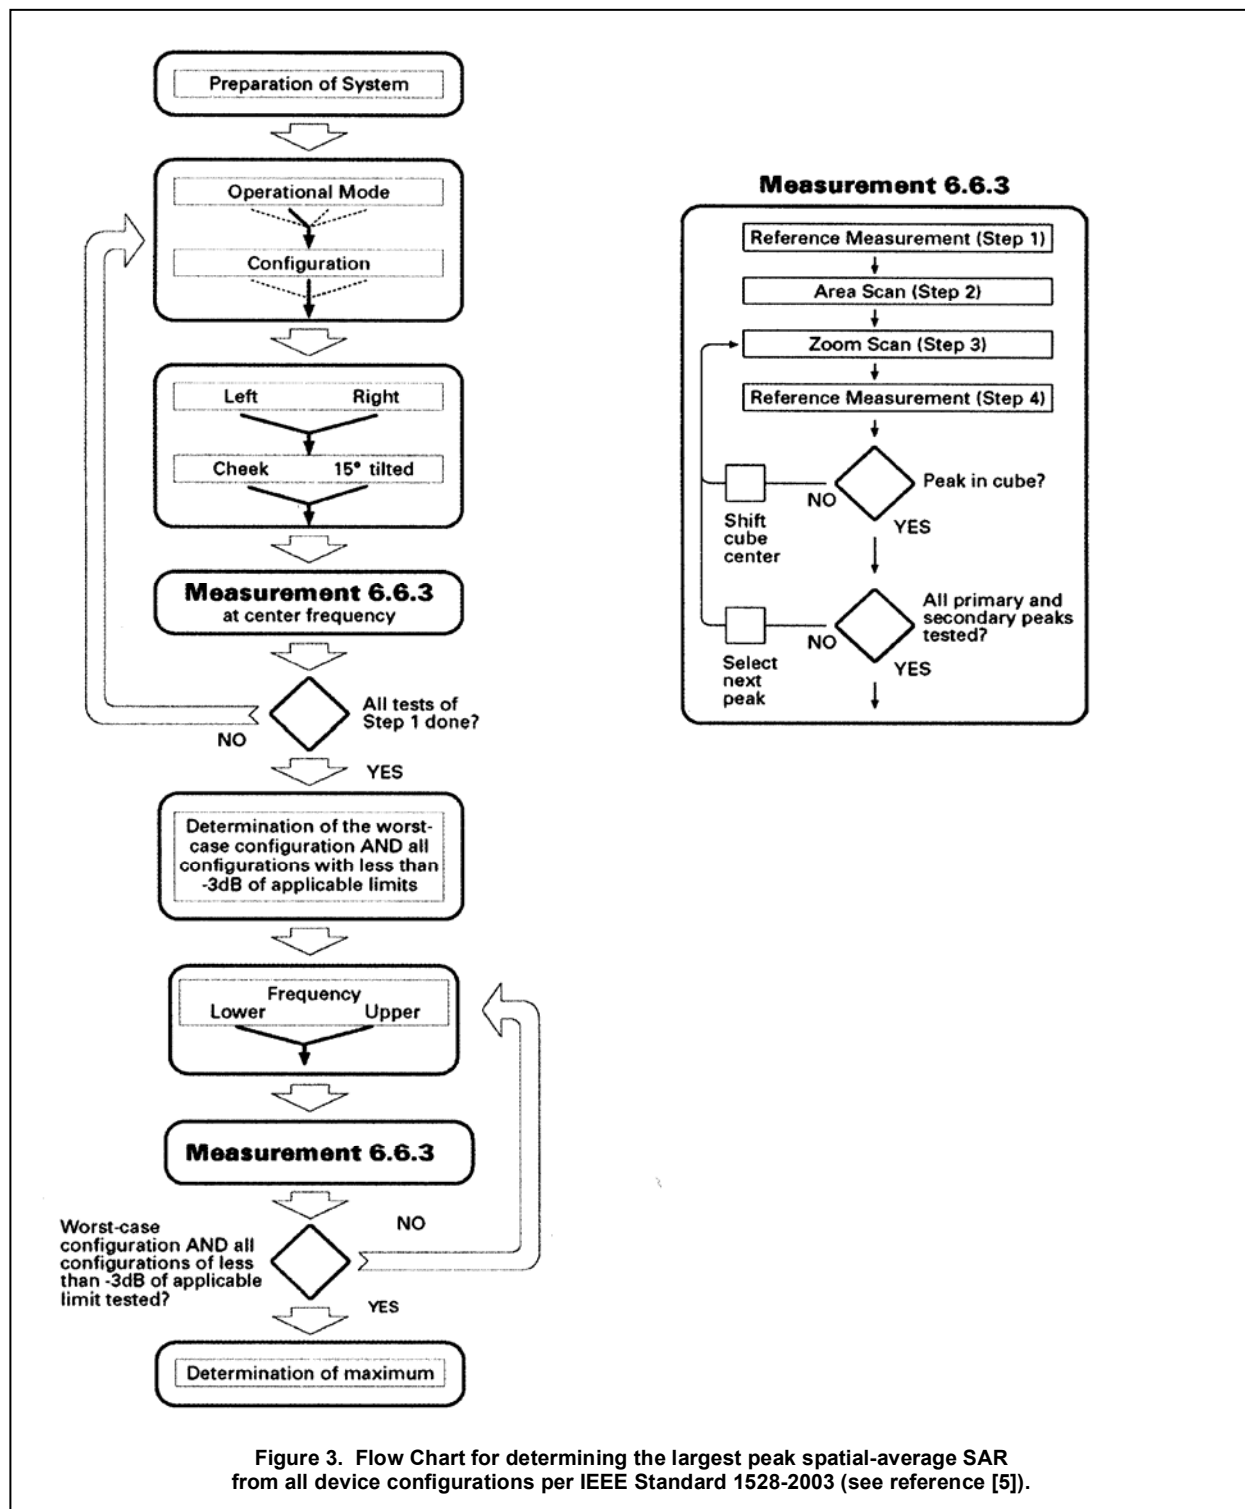 Preparation of System
Operational Mode
Configuration
Left Right
Cheek 15° tilted
Measurement 6.6.3
at center frequency
All tests of
Step 1 done?
NO
YES
Determination of the worst-
case configuration AND all
configurations with less than
-3dB of applicable limits
Frequency
Lower Upper
Measurement 6.6.3
NO
Worst-case
configuration AND all
configurations of less
than -3dB of applicable
limit tested?
YES
Determination of maximum
Measurement 6.6.3
Reference Measurement (Step 1)
Area Scan (Step 2)
Zoom Scan (Step 3)
Reference Measurement (Step 4)
Peak in cube?
NO
YES
Shift
cube
center
All primary and
secondary peaks
tested?
NO
YES
Select
next
peak
Figure 3. Flow Chart for determining the largest peak spatial-average SAR
from all device configurations per IEEE Standard 1528-2003 (see reference [5]).